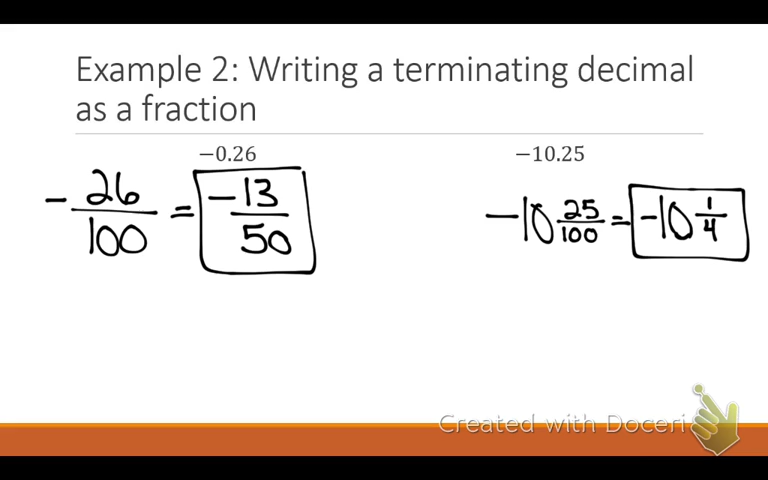 Example 2: Writing a terminating decimal
as a fraction
−0.26
−10.25
- 26/100 = -13/50
-10 25/100 = -10 1/4
Created with Doceri